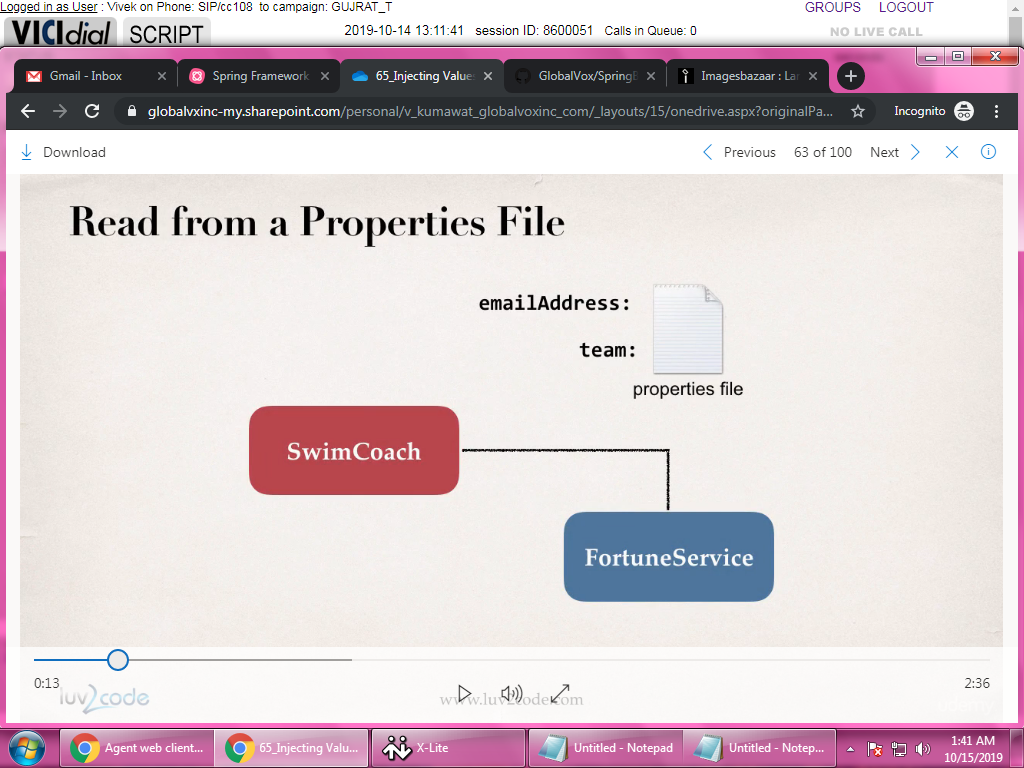 Logged in as User : Vivek on Phone: SIP/cc108 to campaign: GUJRAT_T
GROUPS LOGOUT
VICIdial SCRIPT 2019-10-14 13:11:41 session ID: 8600051 Calls in Queue: 0 NO LIVE CALL
Gmail - Inbox 65_Injecting Value Spring Framework GlobalVox/SpringB Imagesbazaar : Lar
globalvxinc-my.sharepoint.com/personal/v_kumawat_globalvoxinc_com/_layouts/15/onedrive.aspx?originalPa... Incognito
Download Previous 63 of 100 Next
Read from a Properties File
emailAddress:
team:
properties file
SwimCoach
FortuneService
0:13 2:36
luv2code www.luv2code.com
Agent web client... 65_Injecting Valu... X-Lite Untitled - Notepad Untitled - Notep... 1:41 AM
10/15/2019